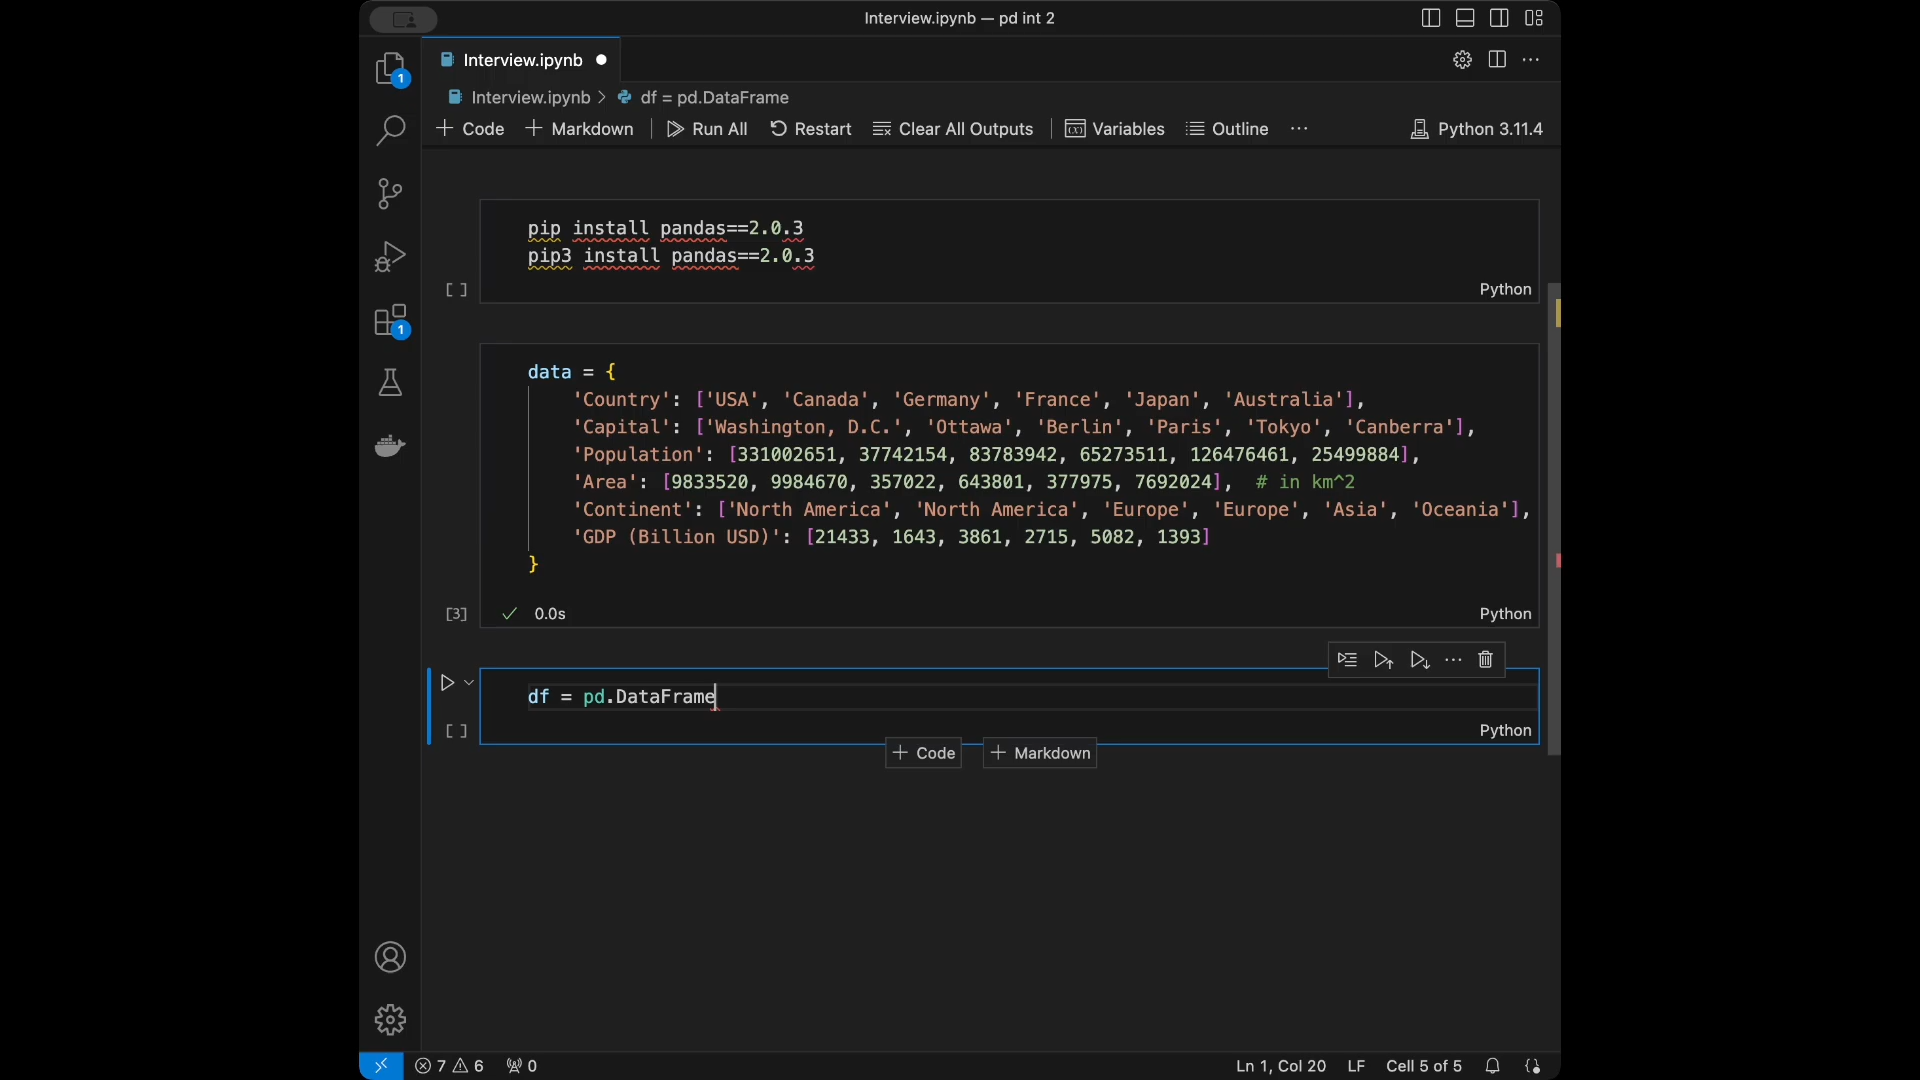 Interview.ipynb — pd int 2
Interview.ipynb
1
Interview.ipynb > df = pd.DataFrame
+ Code + Markdown Run All Restart Clear All Outputs Variables Outline ... Python 3.11.4
pip install pandas==2.0.3
pip3 install pandas==2.0.3
[ ] Python
1
data = {
'Country': ['USA', 'Canada', 'Germany', 'France', 'Japan', 'Australia'],
'Capital': ['Washington, D.C.', 'Ottawa', 'Berlin', 'Paris', 'Tokyo', 'Canberra'],
'Population': [331002651, 37742154, 83783942, 65273511, 126476461, 25499884],
'Area': [9833520, 9984670, 357022, 643801, 377975, 7692024], # in km^2
'Continent': ['North America', 'North America', 'Europe', 'Europe', 'Asia', 'Oceania'],
'GDP (Billion USD)': [21433, 1643, 3861, 2715, 5082, 1393]
}
[3] 0.0s Python
df = pd.DataFrame
[ ] Python
+ Code + Markdown
7 6 0 Ln 1, Col 20 LF Cell 5 of 5